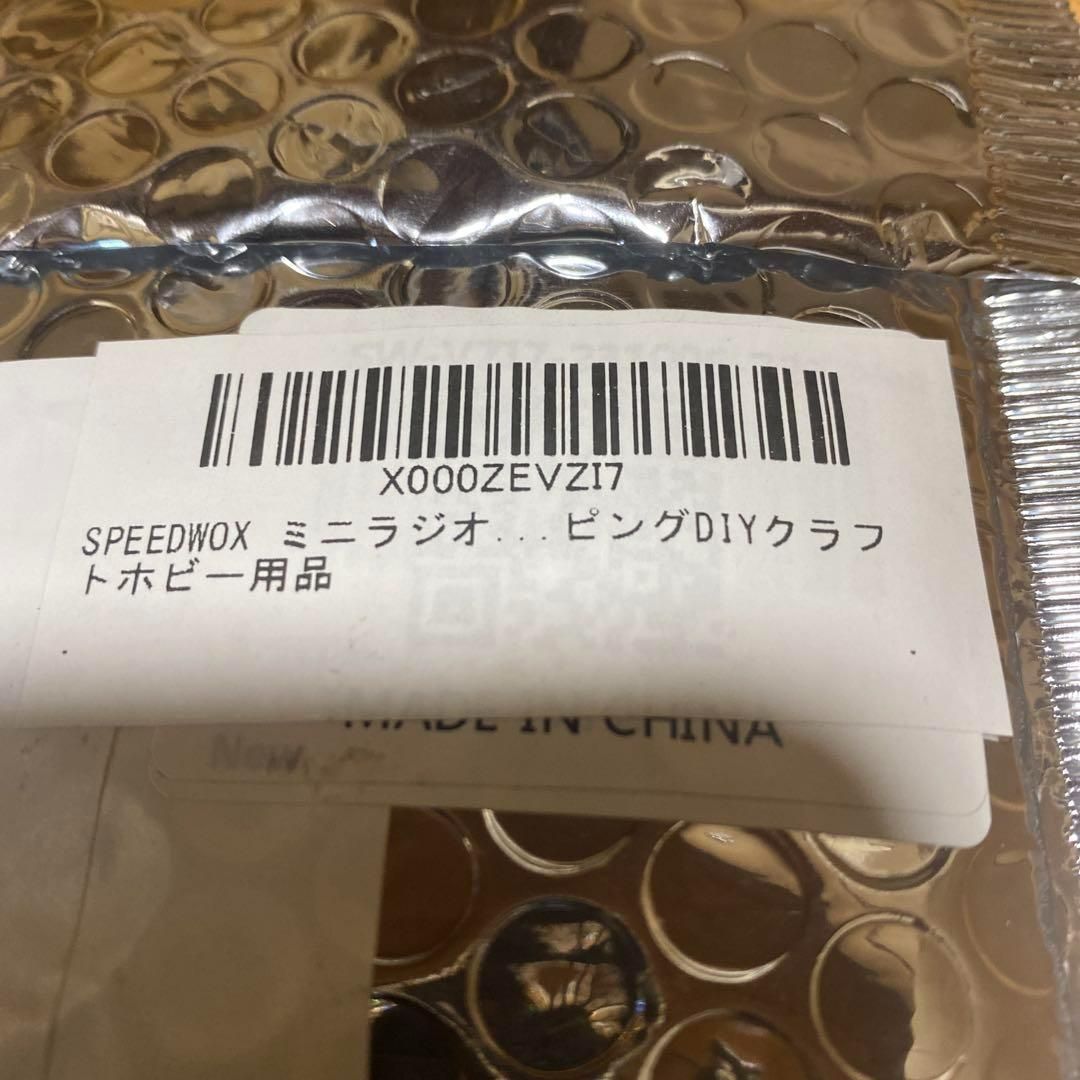 X000ZEVZI7
SPEEDWOX ミニラジオ...ピングDIYクラフ
トホビー用品
MADE IN CHINA
New